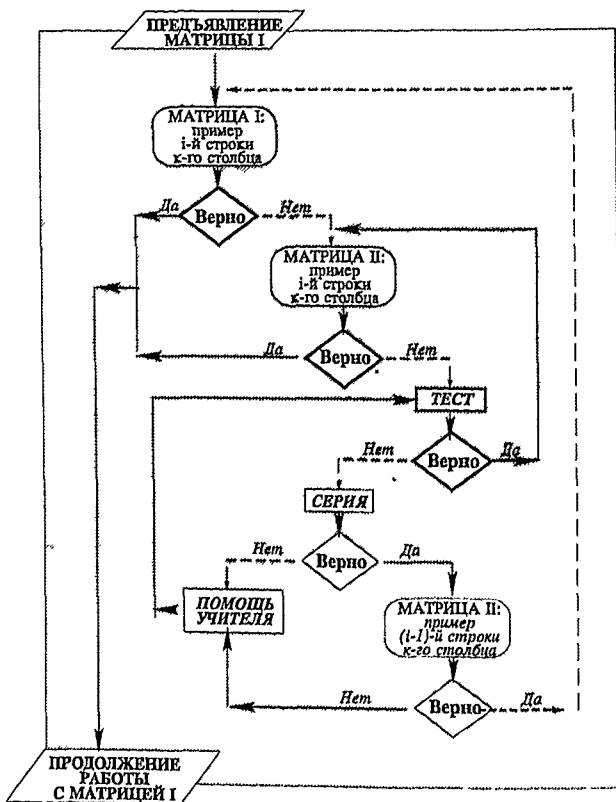 ПРЕДЪЯВЛЕНИЕ
МАТРИЦЫ I
МАТРИЦА I:
пример
i-й строки
к-го столбца
Да
Верно
Нет
МАТРИЦА II:
пример
i-й строки
к-го столбца
Да
Верно
Нет
ТЕСТ
Нет
Верно
Да
СЕРИЯ
Нет
Верно
Да
ПОМОЩЬ
УЧИТЕЛЯ
МАТРИЦА II:
пример
(i-1)-й строки
к-го столбца
Нет
Верно
Да
ПРОДОЛЖЕНИЕ
РАБОТЫ
С МАТРИЦЕЙ I